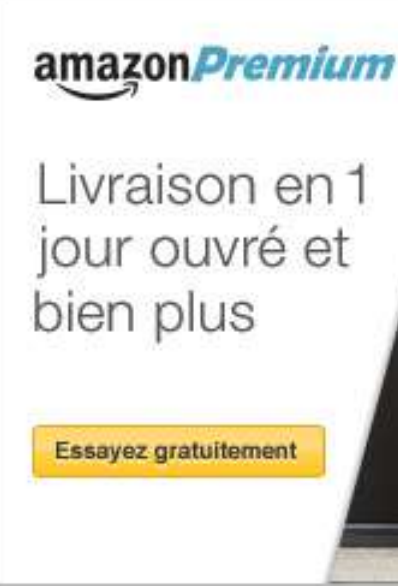 amazonPremium
Livraison en 1
jour ouvré et
bien plus
Essayez gratuitement